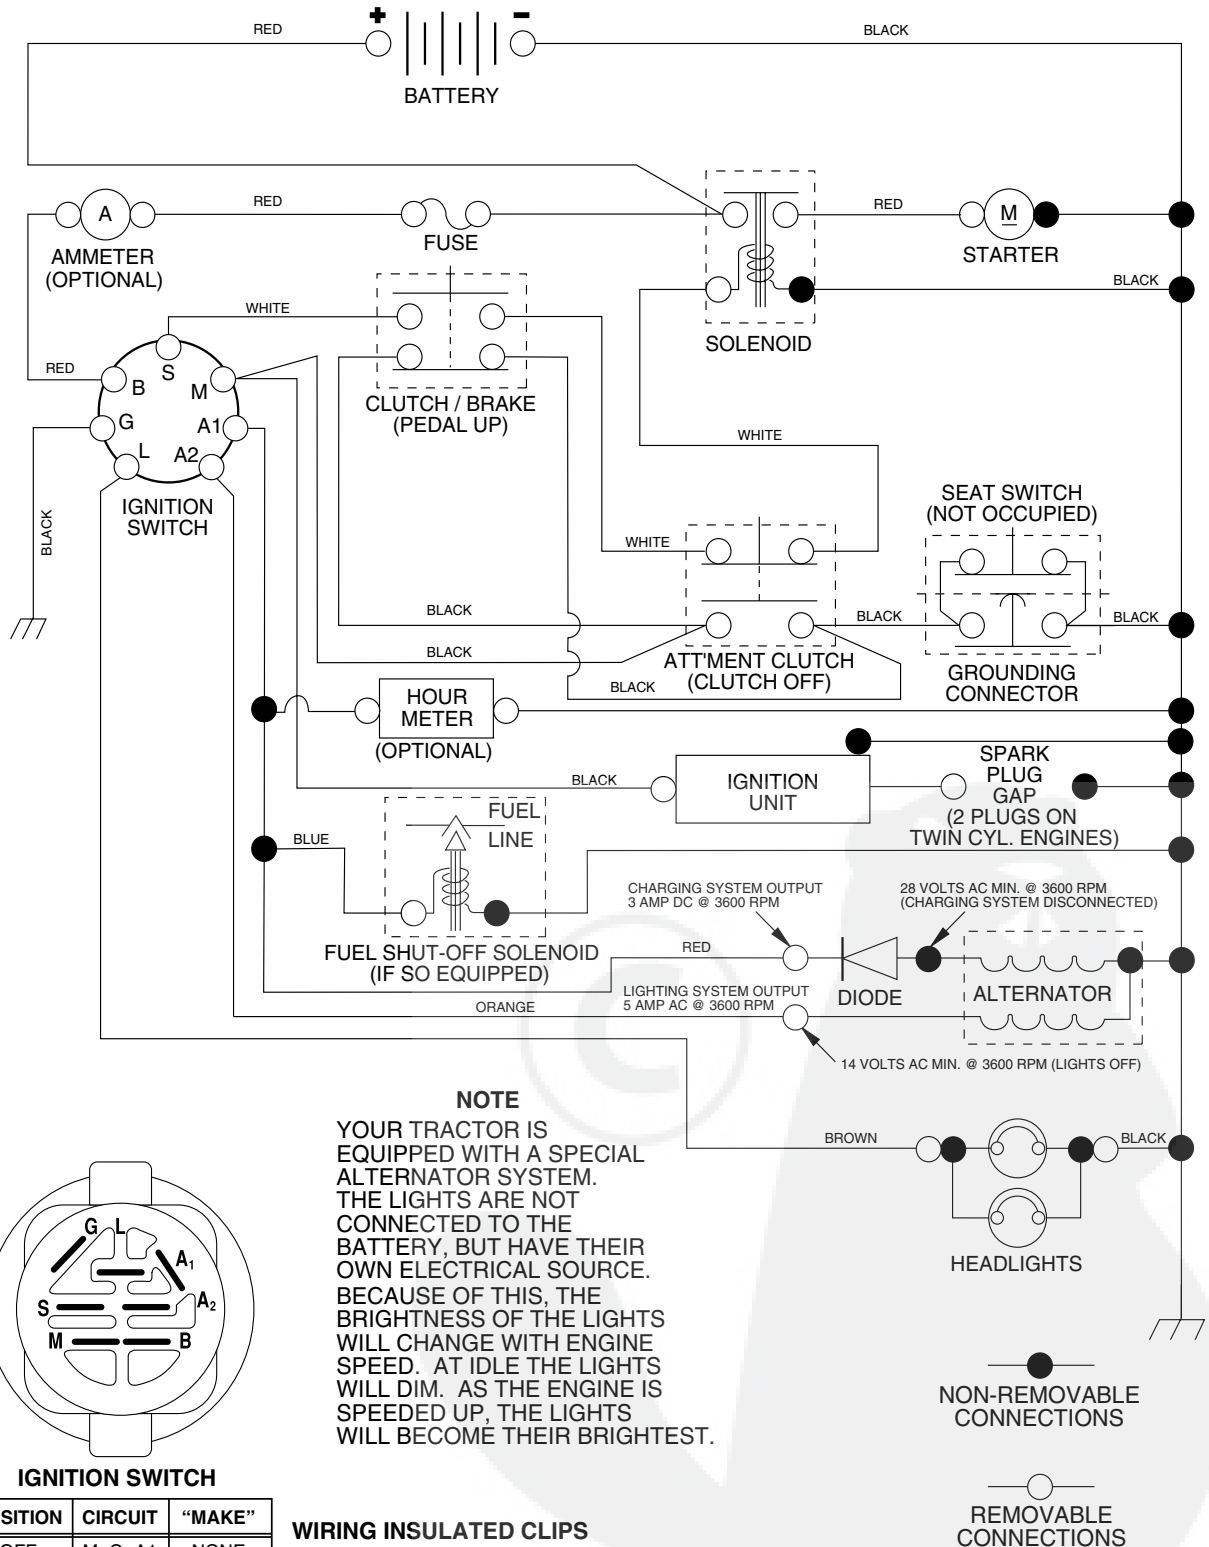 + -
RED
BLACK
BATTERY
A
RED
FUSE
RED
M
STARTER
AMMETER
(OPTIONAL)
BLACK
WHITE
SOLENOID
RED
S
B
M
G
A1
L
A2
CLUTCH / BRAKE
(PEDAL UP)
WHITE
IGNITION
SWITCH
BLACK
SEAT SWITCH
(NOT OCCUPIED)
WHITE
BLACK
BLACK
BLACK
BLACK
ATT'MENT CLUTCH
(CLUTCH OFF)
GROUNDING
CONNECTOR
BLACK
HOUR
METER
(OPTIONAL)
SPARK
PLUG
GAP
(2 PLUGS ON
TWIN CYL. ENGINES)
BLACK
IGNITION
UNIT
FUEL
LINE
BLUE
CHARGING SYSTEM OUTPUT
3 AMP DC @ 3600 RPM
28 VOLTS AC MIN. @ 3600 RPM
(CHARGING SYSTEM DISCONNECTED)
FUEL SHUT-OFF SOLENOID
(IF SO EQUIPPED)
RED
DIODE
ALTERNATOR
LIGHTING SYSTEM OUTPUT
5 AMP AC @ 3600 RPM
ORANGE
14 VOLTS AC MIN. @ 3600 RPM (LIGHTS OFF)
NOTE
YOUR TRACTOR IS
EQUIPPED WITH A SPECIAL
ALTERNATOR SYSTEM.
THE LIGHTS ARE NOT
CONNECTED TO THE
BATTERY, BUT HAVE THEIR
OWN ELECTRICAL SOURCE.
BECAUSE OF THIS, THE
BRIGHTNESS OF THE LIGHTS
WILL CHANGE WITH ENGINE
SPEED. AT IDLE THE LIGHTS
WILL DIM. AS THE ENGINE IS
SPEEDED UP, THE LIGHTS
WILL BECOME THEIR BRIGHTEST.
BROWN
BLACK
HEADLIGHTS
G L
A1
A2
S
M
B
IGNITION SWITCH
NON-REMOVABLE
CONNECTIONS
REMOVABLE
CONNECTIONS
SITION CIRCUIT “MAKE”
WIRING INSULATED CLIPS
©